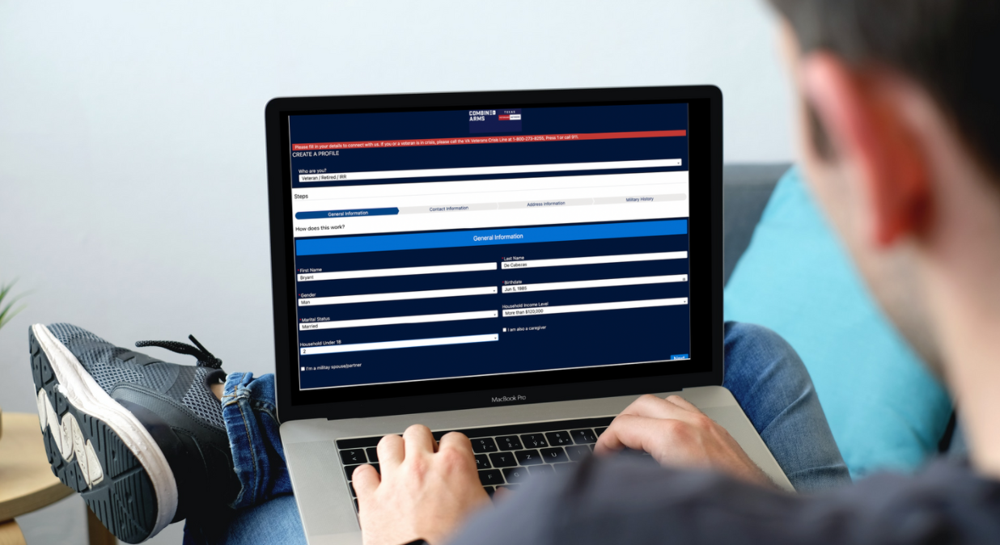 COMBINED
ARMS
TEXAS
Please fill in your details to connect with us. If you or a veteran is in crisis, please call the VA Veterans Crisis Line at 1-800-273-8255, Press 1 or call 911.
CREATE A PROFILE
Who are you?
Veteran / Retired / IRR
Steps
General Information
Contact Information
Address Information
Military History
How does this work?
General Information
*First Name
*Last Name
Bryant
De Cabezas
*Gender
*Birthdate
Man
Jun 5, 1985
*Marital Status
Household Income Level
Married
More than $120,000
Household Under 18
I am also a caregiver
2
I'm a militay spouse/partner
Next
MacBook Pro